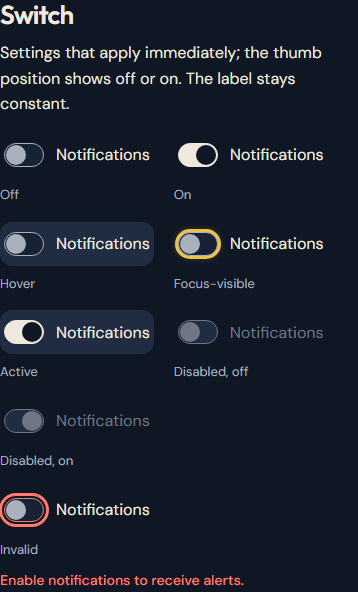 Switch
Settings that apply immediately; the thumb
position shows off or on. The label stays
constant.
Notifications
Notifications
Off
On
Notifications
Notifications
Hover
Focus-visible
Notifications
Notifications
Active
Disabled, off
Notifications
Disabled, on
Notifications
Invalid
Enable notifications to receive alerts.